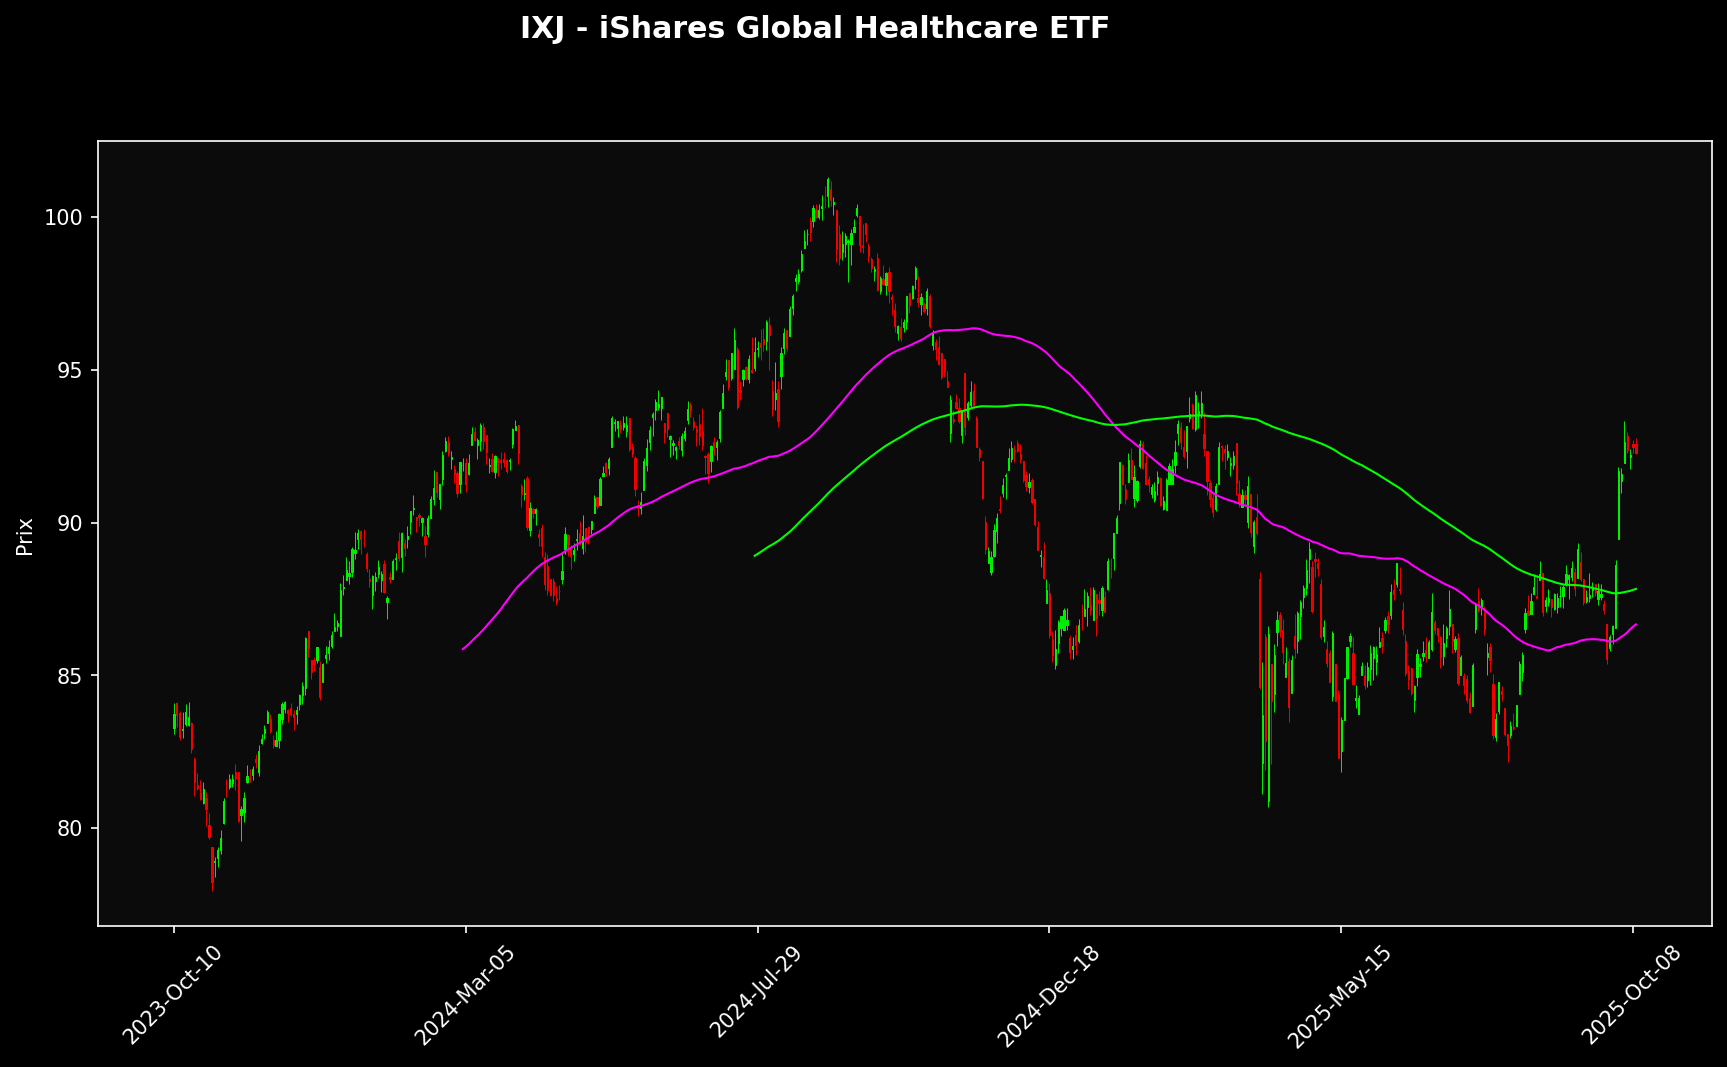 IXJ - iShares Global Healthcare ETF
Prix
100
95
90
85
80
2023-Oct-10
2024-Mar-05
2024-Jul-29
2024-Dec-18
2025-May-15
2025-Oct-08